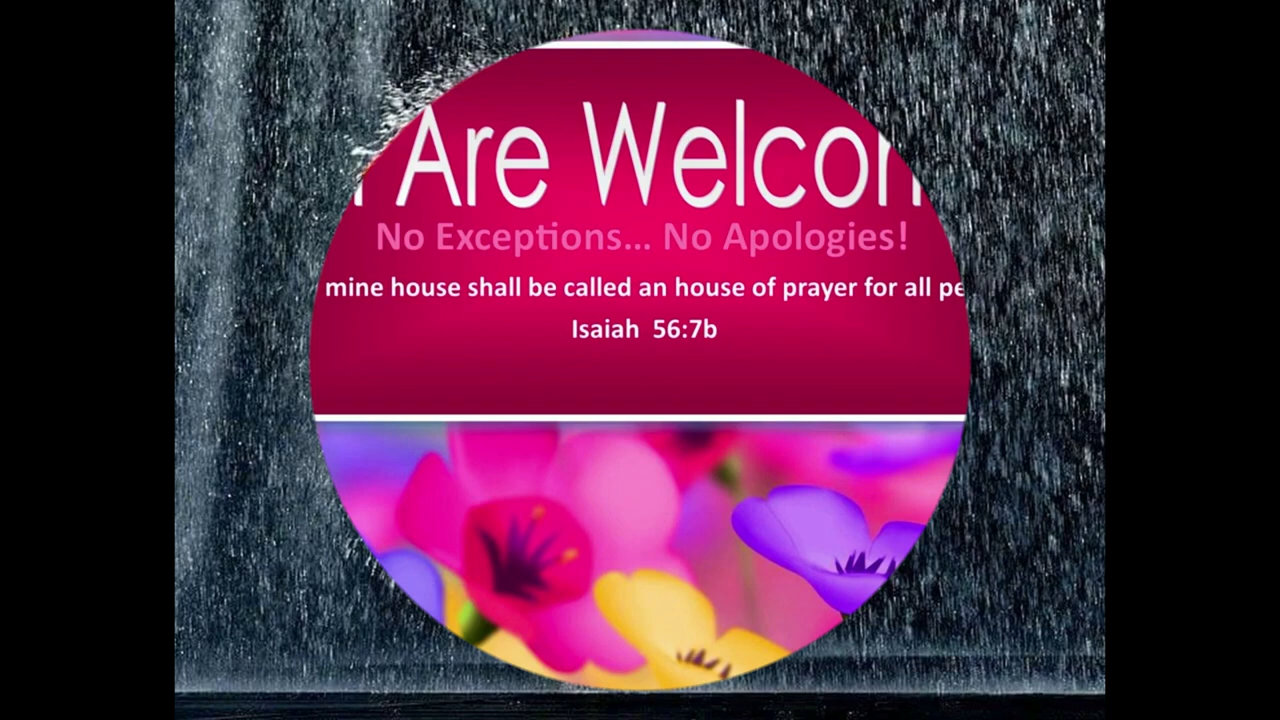 Are Welcom
No Exceptions... No Apologies!
mine house shall be called an house of prayer for all pe
Isaiah 56:7b